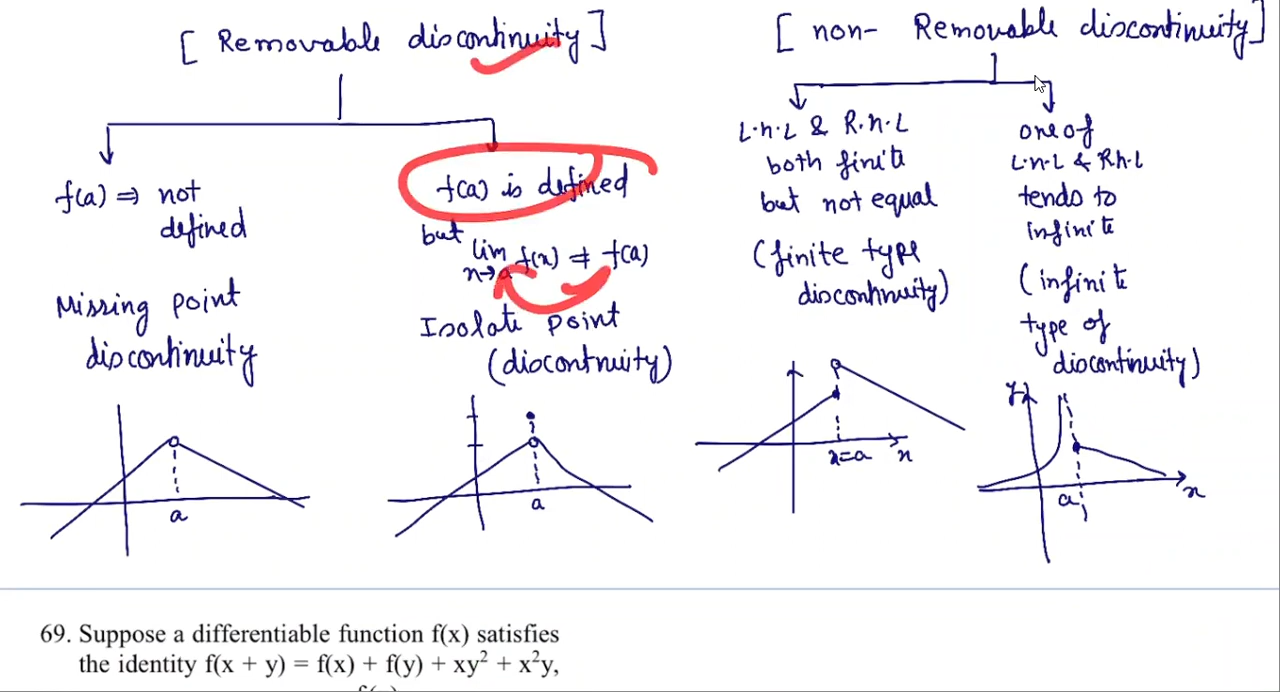 [ Removable discontinuity ]
f(a) ⇒ not
defined
Missing point
discontinuity
a
f(a) is defined
but
lim f(x) ≠ f(a)
x→a
Isolate point
(discontnuity)
a
[ non- Removable discontinuity ]
L.h.L & R.h.L
both finite
but not equal
(finite type
discontinuity)
x=a x
one of
L.h.L & R.h.L
tends to
infinite
(infinite
type of
discontinuity)
y
a x
69. Suppose a differentiable function f(x) satisfies
the identity f(x + y) = f(x) + f(y) + xy² + x²y,